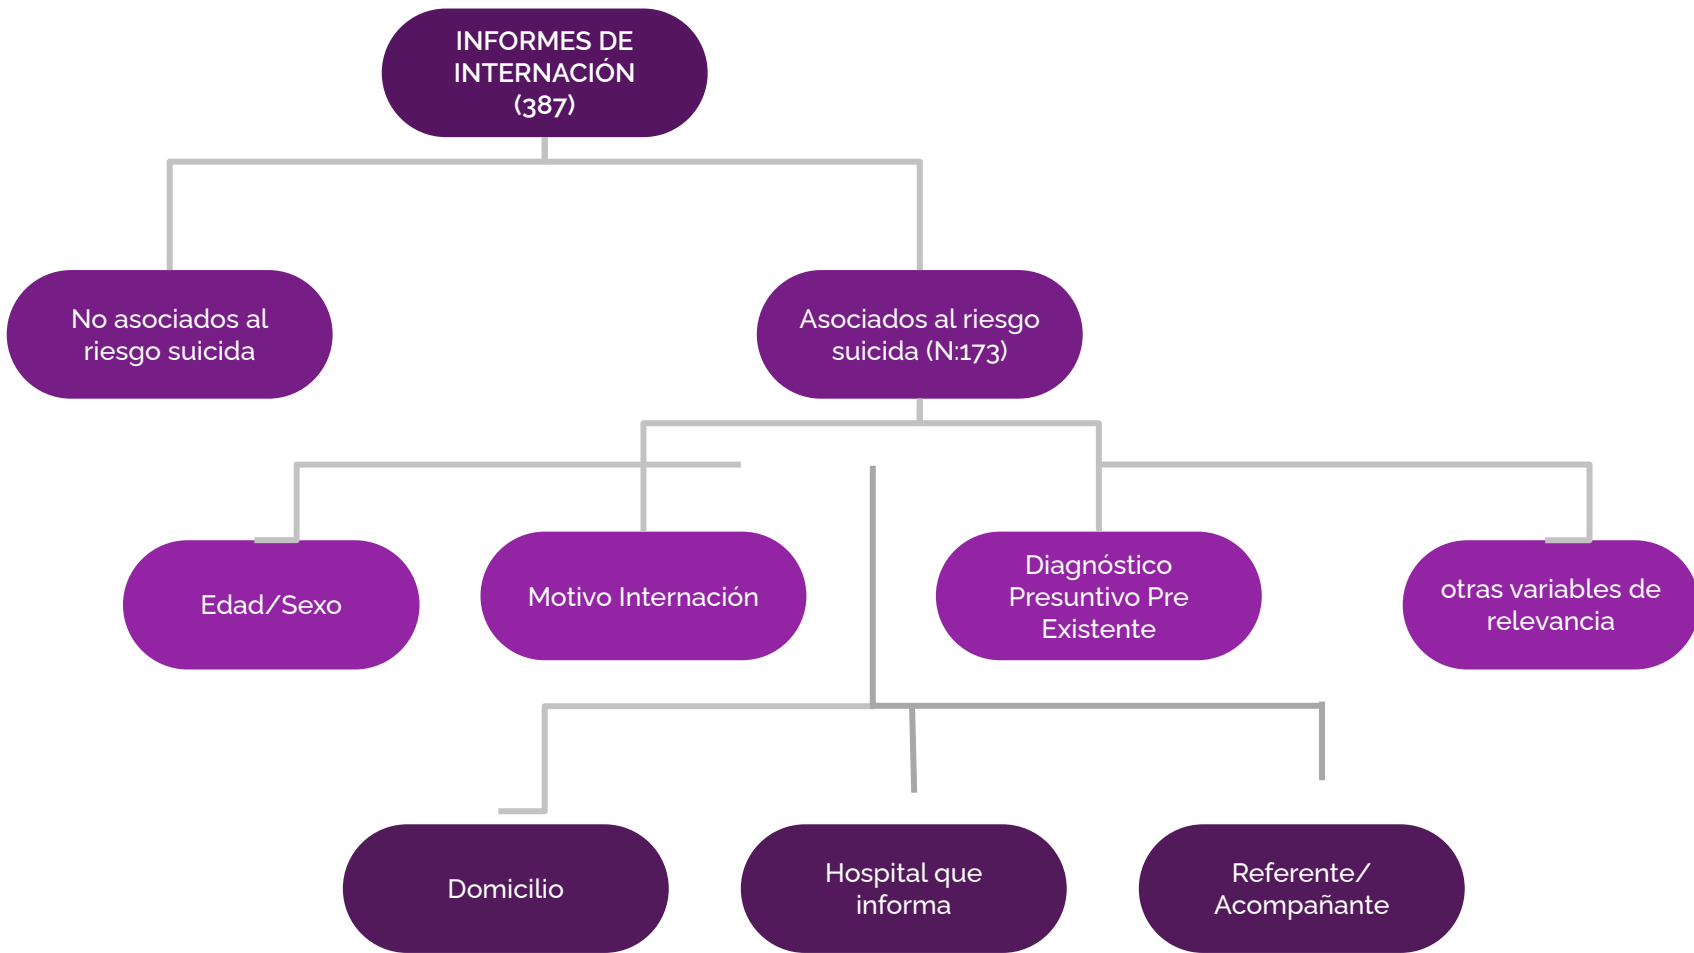 INFORMES DE
INTERNACIÓN
(387)
No asociados al
riesgo suicida
Asociados al riesgo
suicida (N:173)
Edad/Sexo
Motivo Internación
Diagnóstico
Presuntivo Pre
Existente
otras variables de
relevancia
Domicilio
Hospital que
informa
Referente/
Acompañante